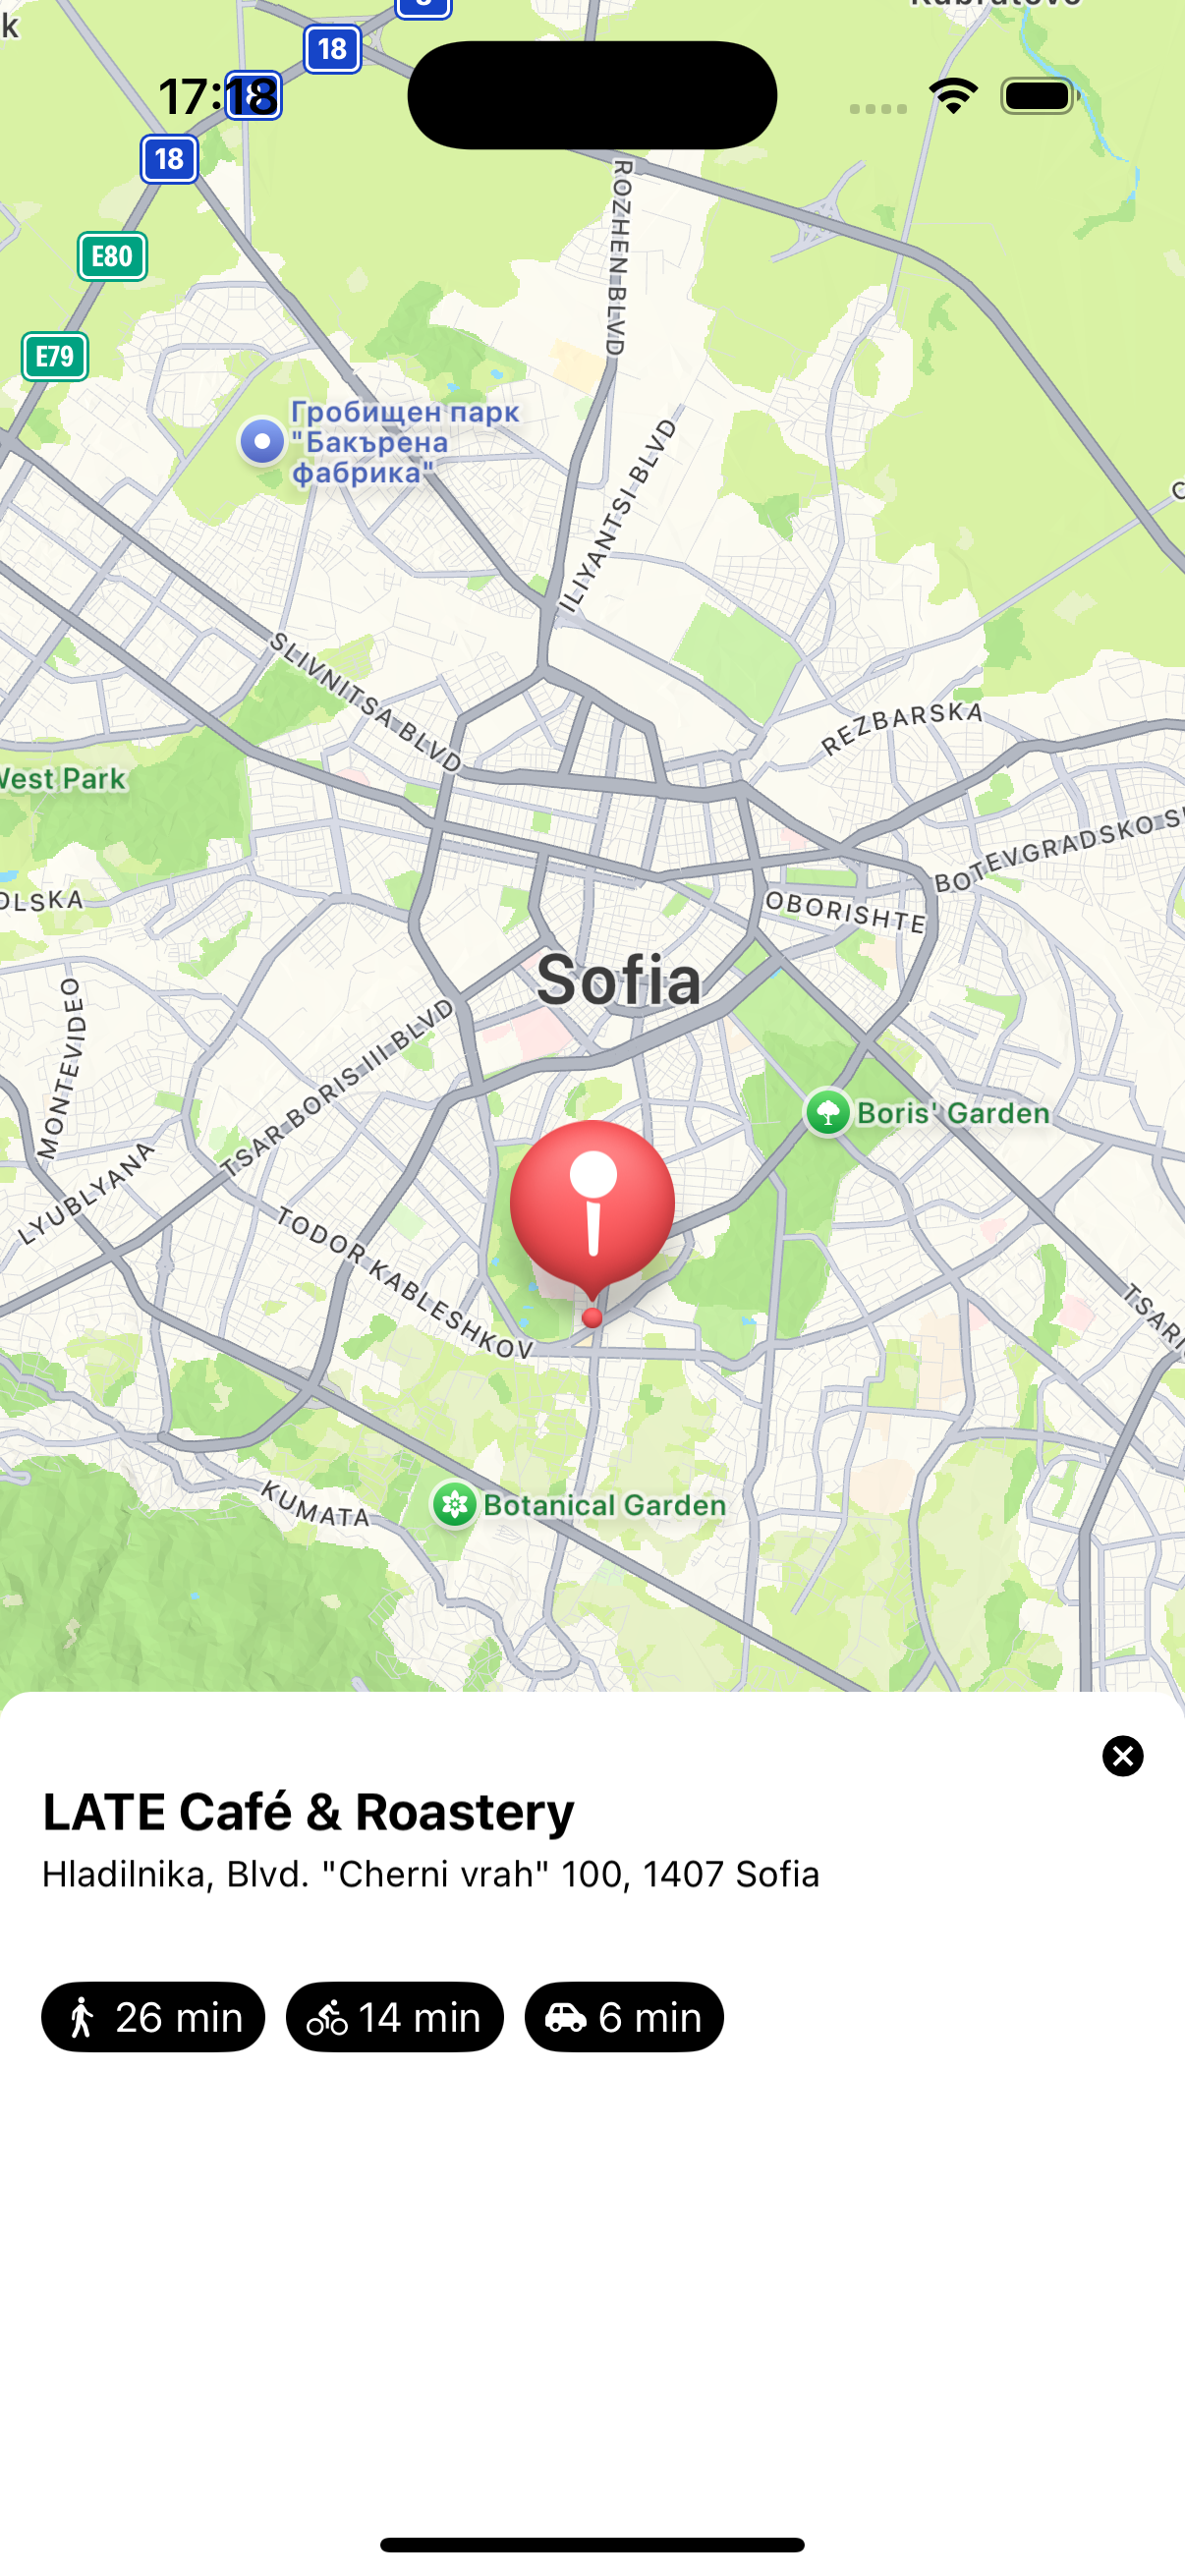 18
17:18
18
E80
E79
ROZHEN BLVD
Гробищен парк
"Бакърена
фабрика"
ILIYANTSI BLVD
SLIVNITSA BLVD
REZBARSKA
West Park
BOTEVGRADSKO
OLSKA
OBORISHTE
Sofia
MONTEVIDEO
TSAR BORIS III BLVD
Boris' Garden
LYUBLYANA
TODOR KABLESHKOV
TSARI
KUMATA
Botanical Garden
LATE Café & Roastery
Hladilnika, Blvd. "Cherni vrah" 100, 1407 Sofia
26 min
14 min
6 min